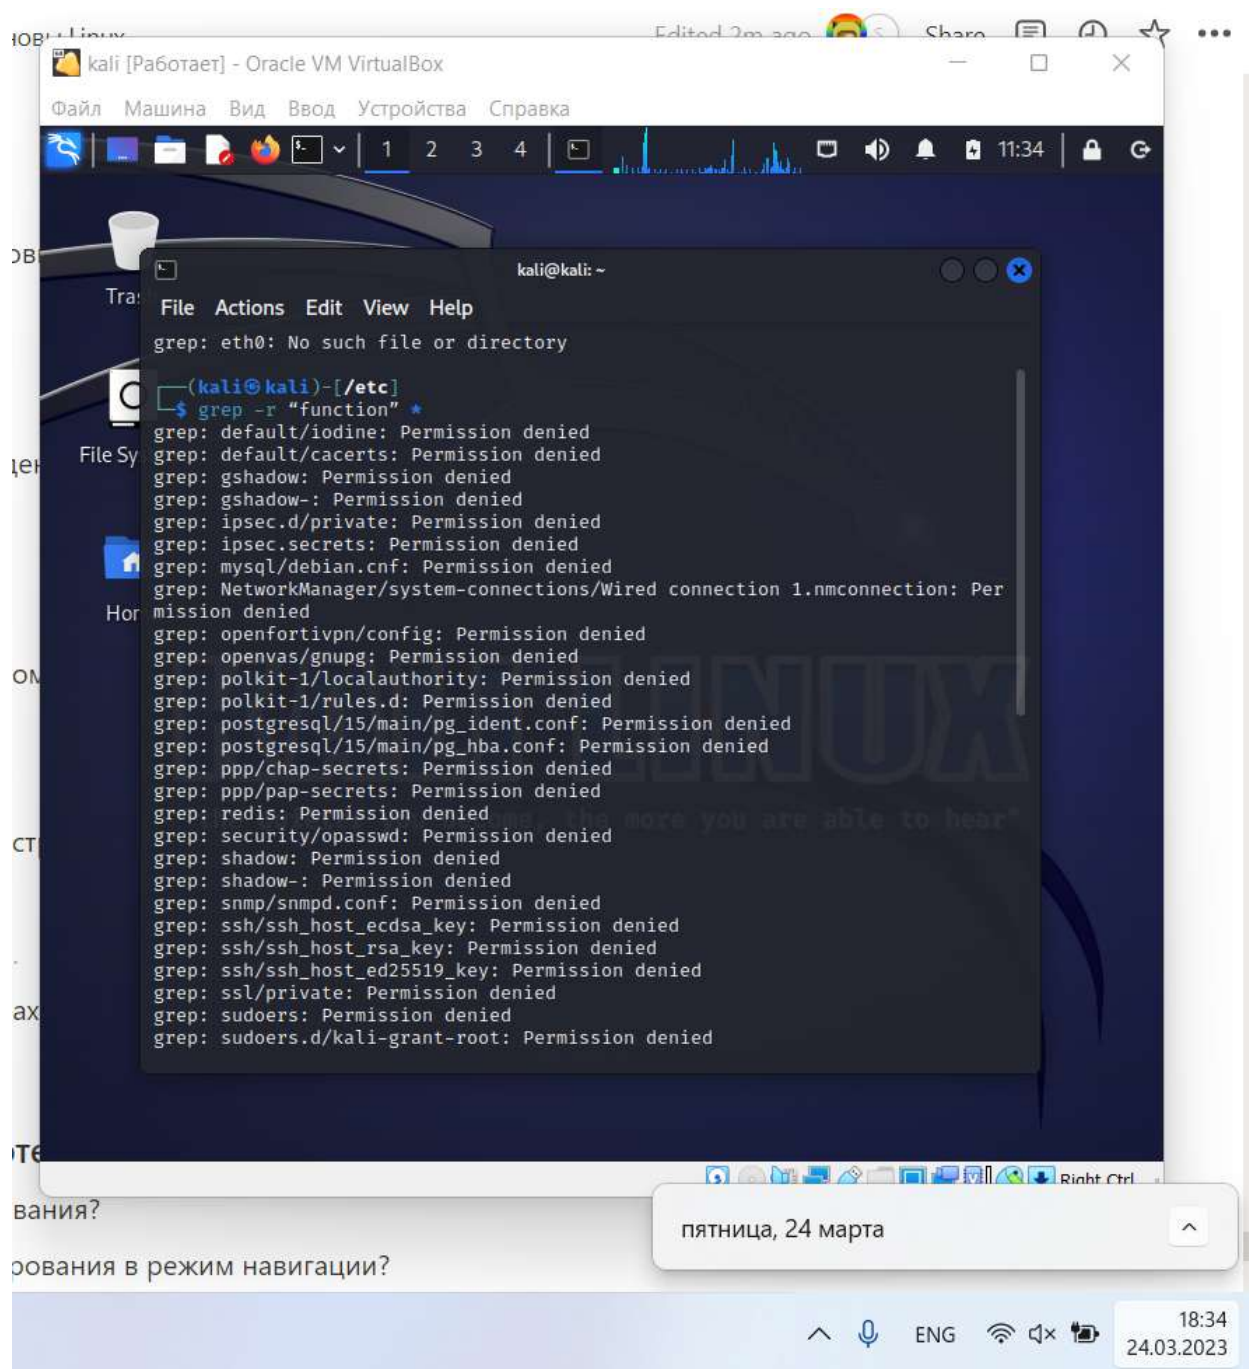 Edited 2m ago
Share
kali [Работает] - Oracle VM VirtualBox
Файл Машина Вид Ввод Устройства Справка
1 2 3 4 11:34
Tras
File Sy
Hor
kali@kali: ~
File Actions Edit View Help
grep: eth0: No such file or directory
(kali㉿kali)-[/etc]
$ grep -r “function” *
grep: default/iodine: Permission denied
grep: default/cacerts: Permission denied
grep: gshadow: Permission denied
grep: gshadow-: Permission denied
grep: ipsec.d/private: Permission denied
grep: ipsec.secrets: Permission denied
grep: mysql/debian.cnf: Permission denied
grep: NetworkManager/system-connections/Wired connection 1.nmconnection: Per
mission denied
grep: openfortivpn/config: Permission denied
grep: openvas/gnupg: Permission denied
grep: polkit-1/localauthority: Permission denied
grep: polkit-1/rules.d: Permission denied
grep: postgresql/15/main/pg_ident.conf: Permission denied
grep: postgresql/15/main/pg_hba.conf: Permission denied
grep: ppp/chap-secrets: Permission denied
grep: ppp/pap-secrets: Permission denied
grep: redis: Permission denied
grep: security/opasswd: Permission denied
grep: shadow: Permission denied
grep: shadow-: Permission denied
grep: snmp/snmpd.conf: Permission denied
grep: ssh/ssh_host_ecdsa_key: Permission denied
grep: ssh/ssh_host_rsa_key: Permission denied
grep: ssh/ssh_host_ed25519_key: Permission denied
grep: ssl/private: Permission denied
grep: sudoers: Permission denied
grep: sudoers.d/kali-grant-root: Permission denied
Right Ctrl
вания?
рования в режим навигации?
пятница, 24 марта
ENG
18:34
24.03.2023